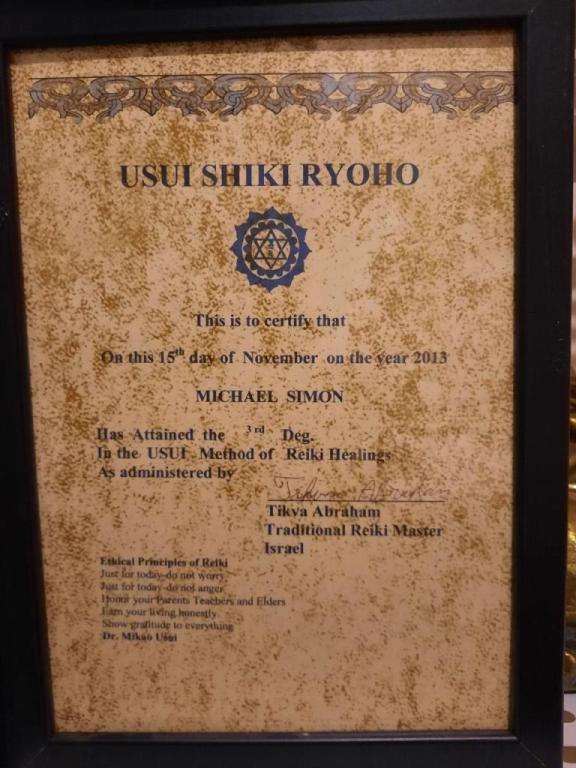 USUI SHIKI RYOHO
This is to certify that
On this 15th day of November on the year 2013
MICHAEL SIMON
Has Attained the 3rd Deg.
In the USUI Method of Reiki Healings
As administered by
Tikva Abraham
Tikva Abraham
Traditional Reiki Master
Israel
Ethical Principles of Reiki
Just for today-do not worry
Just for today-do not anger
Honor your Parents Teachers and Elders
Earn your living honestly
Show gratitude to everything
Dr. Mikao Usui